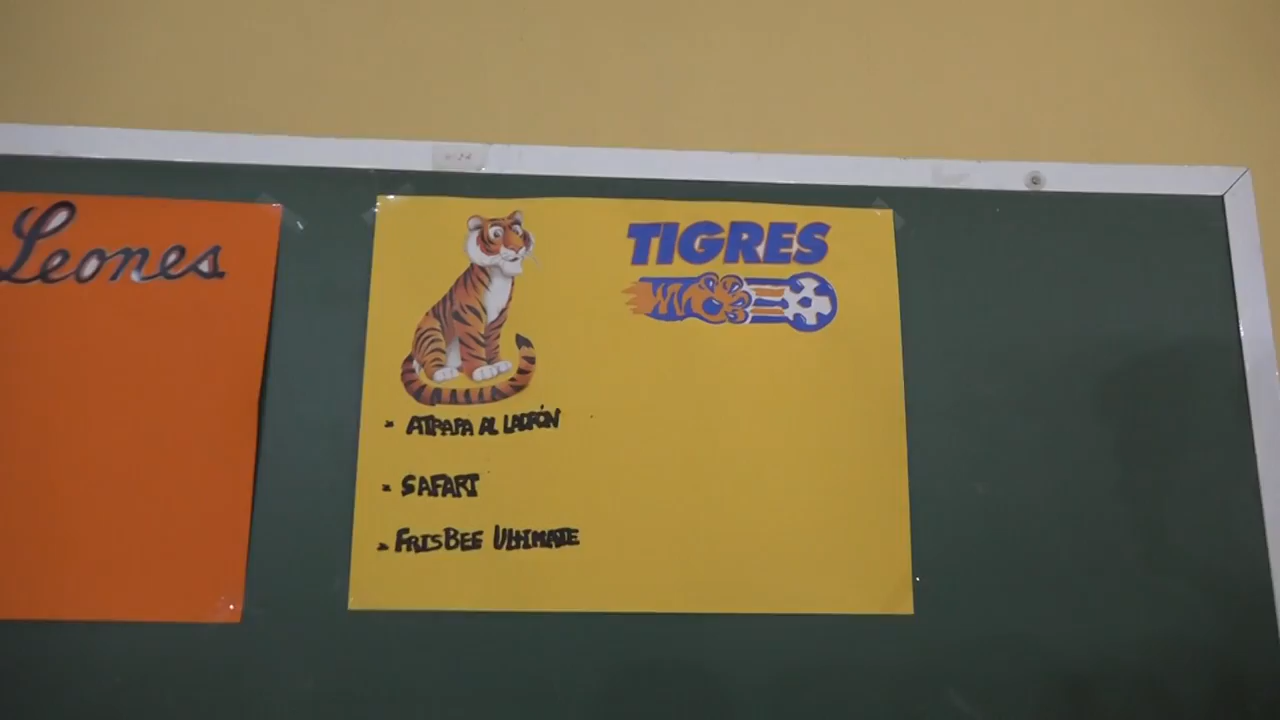 Leones
TIGRES
- ATRAPA AL LADRÓN
- SAFARI
- FRISBEE ULTIMATE